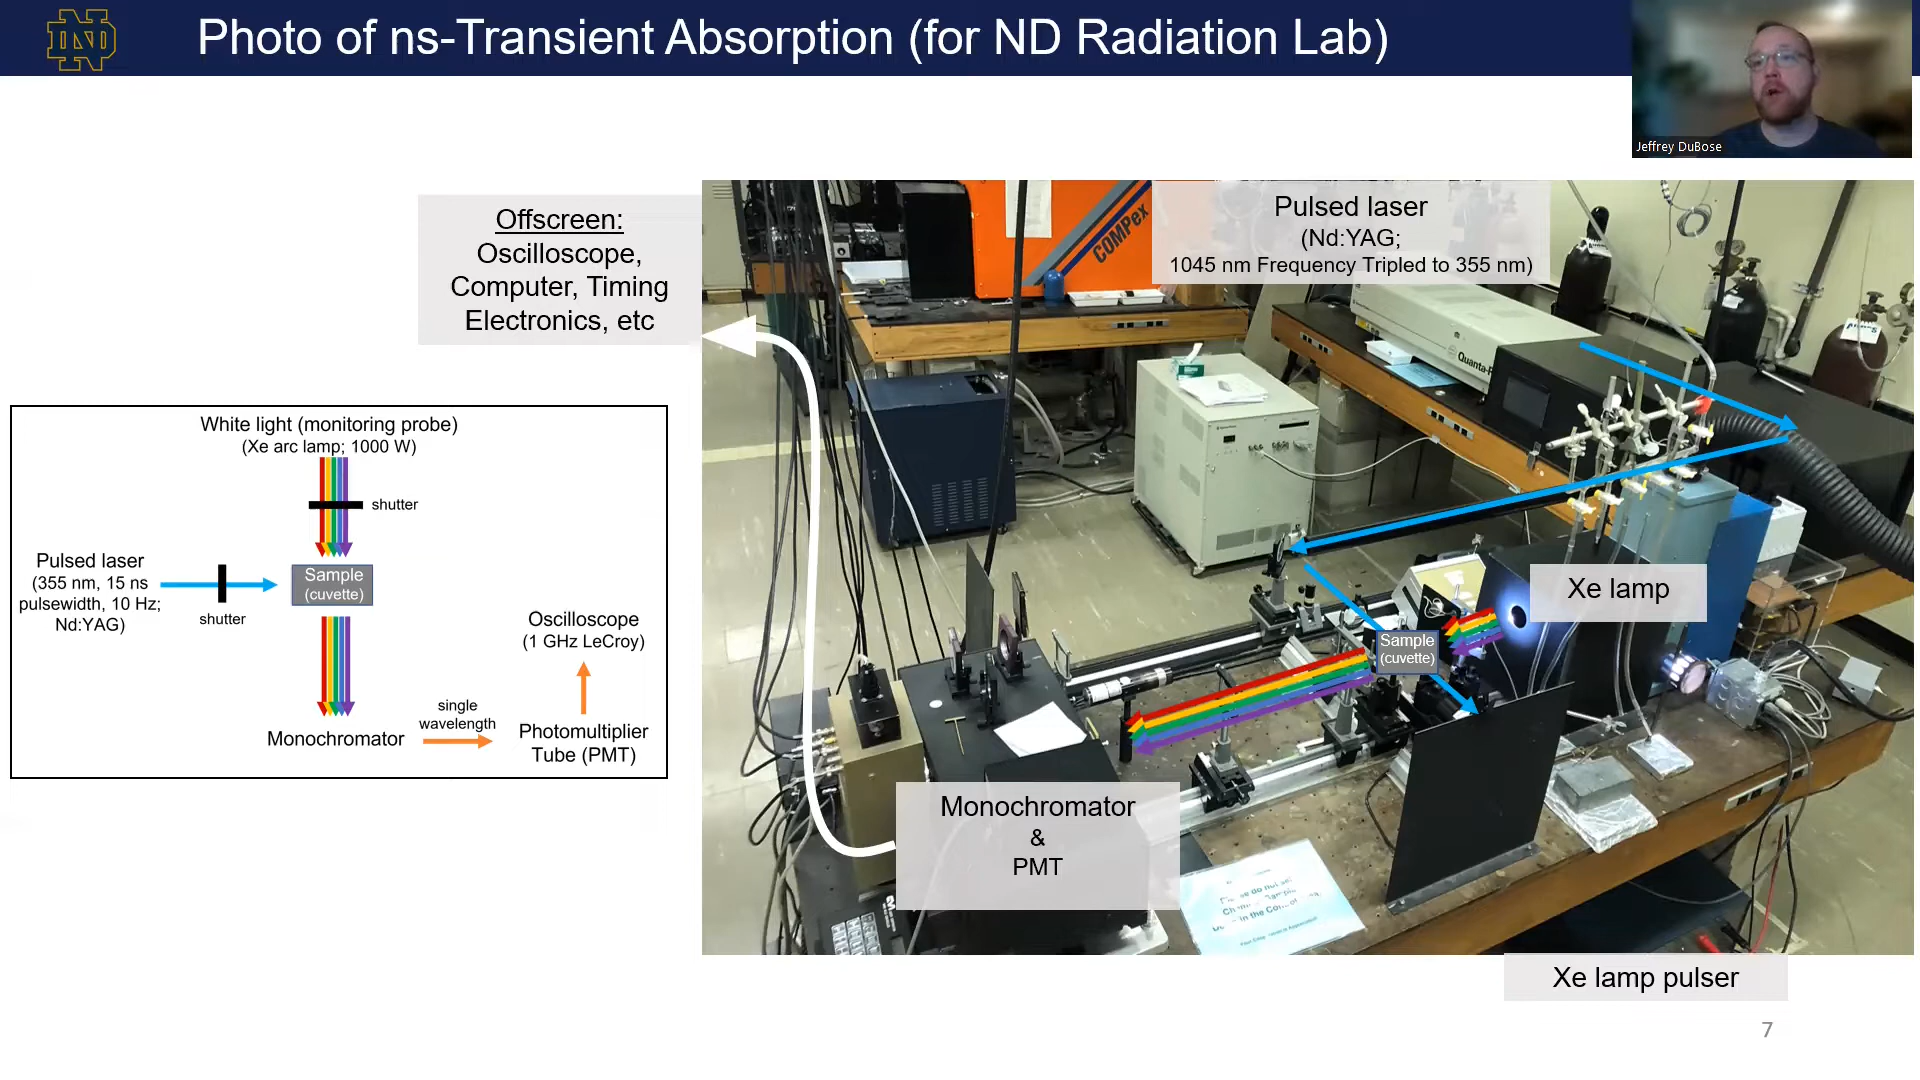 Photo of ns-Transient Absorption (for ND Radiation Lab)
Jeffrey DuBose
Offscreen:
Oscilloscope,
Computer, Timing
Electronics, etc
Pulsed laser
(Nd:YAG;
1045 nm Frequency Tripled to 355 nm)
COMPex
Quanta-R
White light (monitoring probe)
(Xe arc lamp; 1000 W)
shutter
Pulsed laser
(355 nm, 15 ns
pulsewidth, 10 Hz;
Nd:YAG)
shutter
Sample
(cuvette)
Oscilloscope
(1 GHz LeCroy)
single
wavelength
Monochromator
Photomultiplier
Tube (PMT)
Xe lamp
Sample
(cuvette)
Monochromator
&
PMT
Xe lamp pulser
7